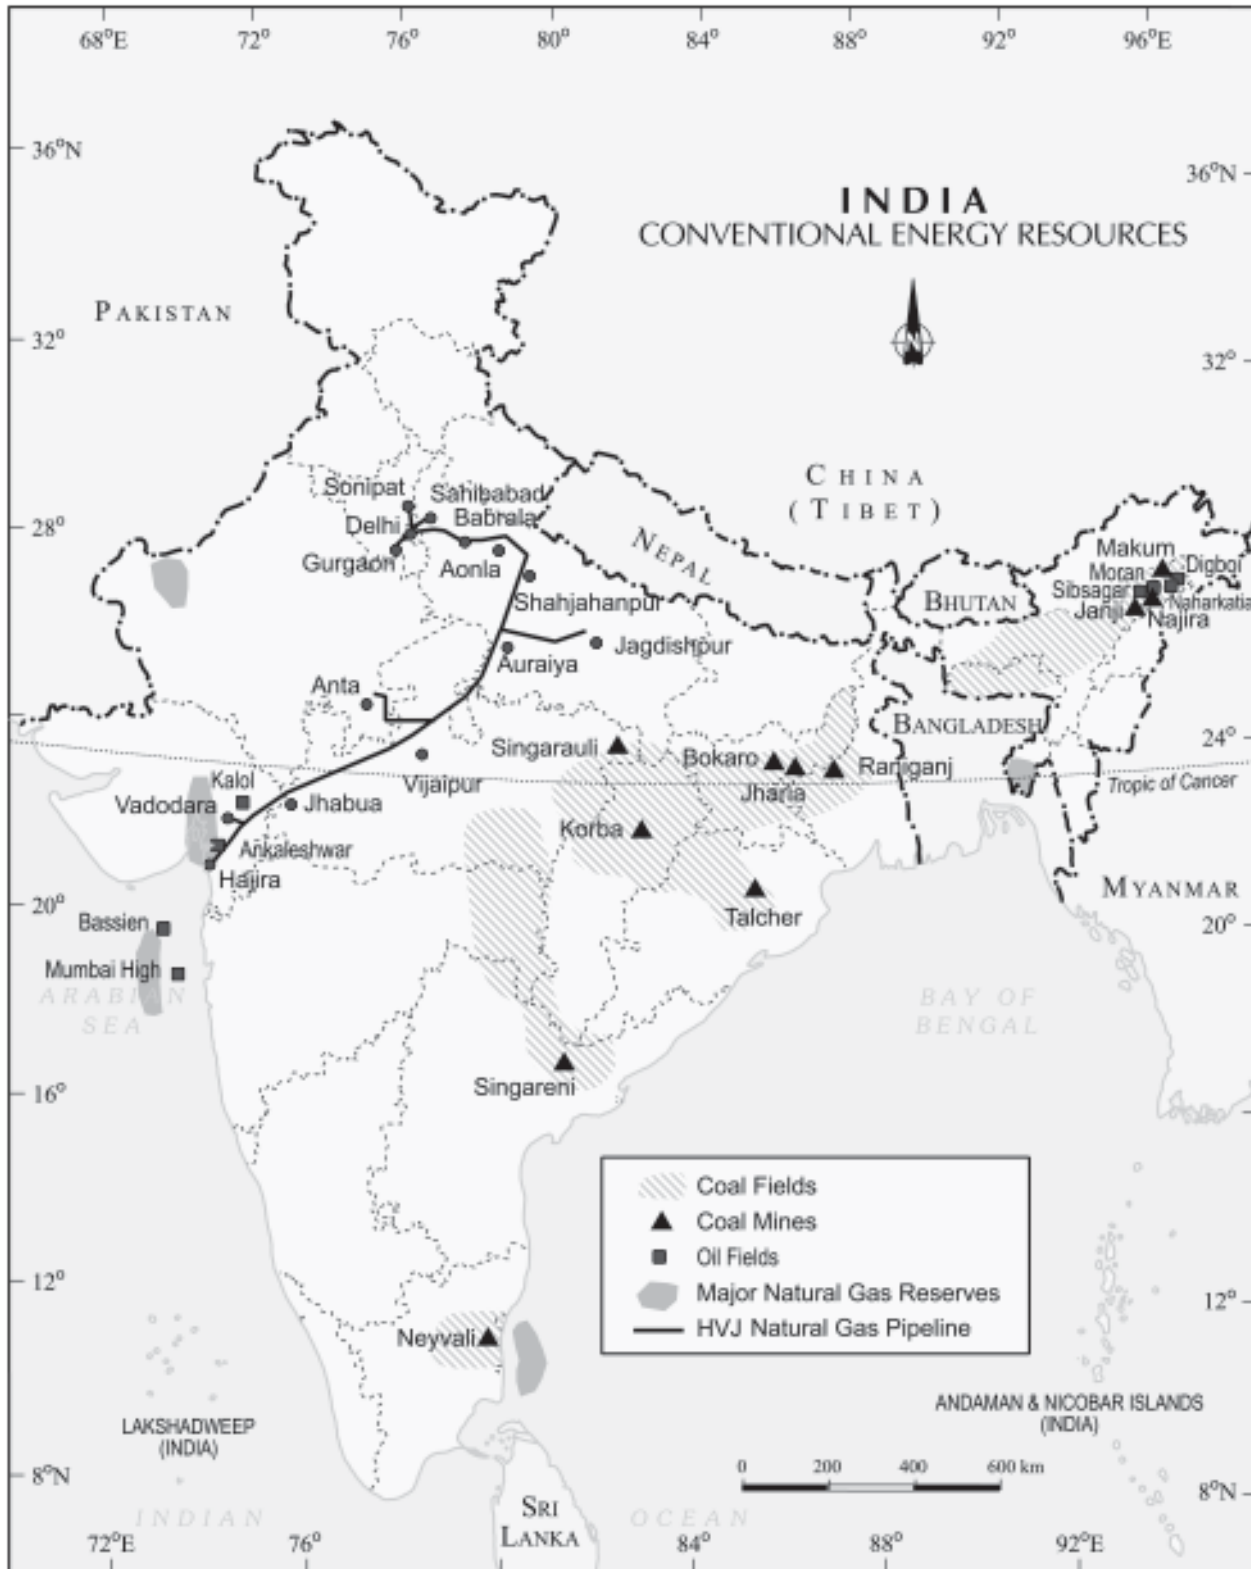 68°E 72° 76° 80° 84° 88° 92° 96°E
36°N
36°N
INDIA
CONVENTIONAL ENERGY RESOURCES
PAKISTAN
N
32°
32°
CHINA
(TIBET)
Sonipat
Sahibabad
Delhi
Babrala
28°
Gurgaon
Aonla
NEPAL
Makum
Digboi
Moran
Sibsagar
Naharkatia
BHUTAN
Janji
Najira
Shahjahanpur
Jagdishpur
Auraiya
Anta
BANGLADESH
24°
Singarauli
Bokaro
Raniganj
Vijaipur
Kalol
Jharia
Tropic of Cancer
Vadodara
Jhabua
Korba
Ankaleshwar
Hajira
MYANMAR
20°
Talcher
Bassien
20°
Mumbai High
ARABIAN
SEA
BAY OF
BENGAL
Singareni
16°
Coal Fields
Coal Mines
Oil Fields
Major Natural Gas Reserves
HVJ Natural Gas Pipeline
12°
12°
Neyvali
LAKSHADWEEP
(INDIA)
ANDAMAN & NICOBAR ISLANDS
(INDIA)
0 200 400 600 km
8°N
8°N
SRI
LANKA
INDIAN OCEAN
72°E 76° 84° 88° 92°E